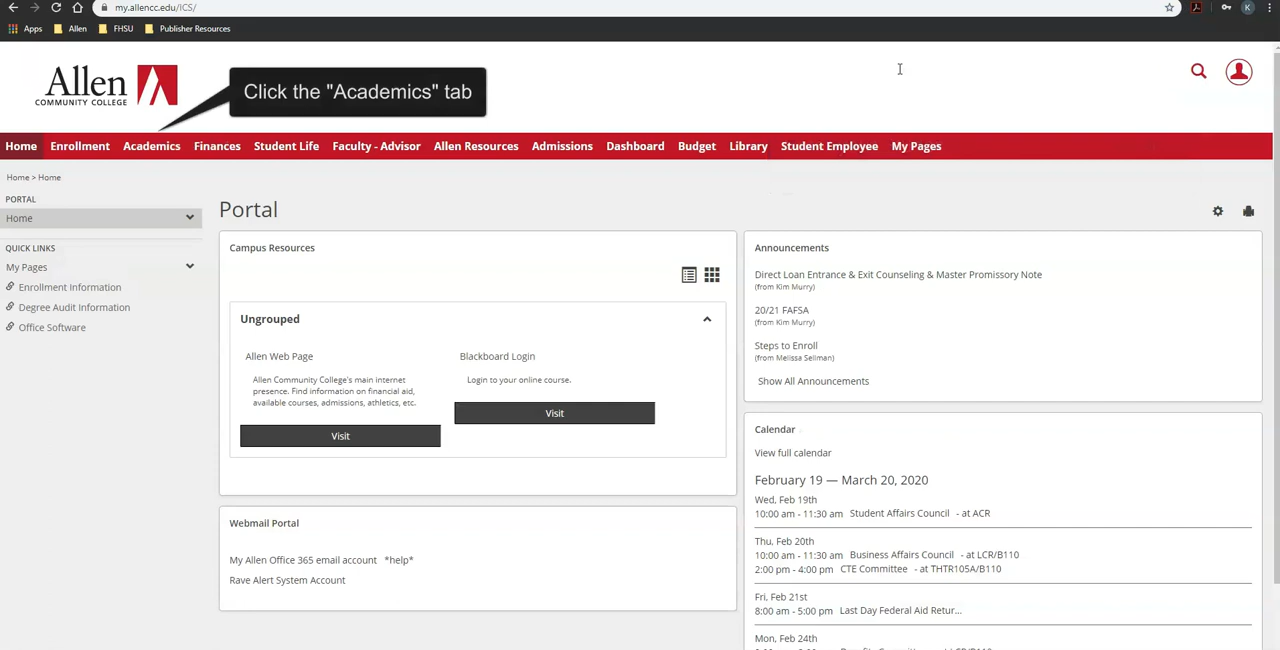 my.allencc.edu/ICS/
K
Apps Allen FHSU Publisher Resources
Allen
COMMUNITY COLLEGE
Click the "Academics" tab
Home Enrollment Academics Finances Student Life Faculty - Advisor Allen Resources Admissions Dashboard Budget Library Student Employee My Pages
Home > Home
PORTAL
Home
QUICK LINKS
My Pages
Enrollment Information
Degree Audit Information
Office Software
Portal
Campus Resources
Ungrouped
Allen Web Page
Allen Community College's main internet
presence. Find information on financial aid,
available courses, admissions, athletics, etc.
Visit
Blackboard Login
Login to your online course.
Visit
Webmail Portal
My Allen Office 365 email account *help*
Rave Alert System Account
Announcements
Direct Loan Entrance & Exit Counseling & Master Promissory Note
(from Kim Murry)
20/21 FAFSA
(from Kim Murry)
Steps to Enroll
(from Melissa Sellman)
Show All Announcements
Calendar
View full calendar
February 19 — March 20, 2020
Wed, Feb 19th
10:00 am - 11:30 am Student Affairs Council - at ACR
Thu, Feb 20th
10:00 am - 11:30 am Business Affairs Council - at LCR/B110
2:00 pm - 4:00 pm CTE Committee - at THTR105A/B110
Fri, Feb 21st
8:00 am - 5:00 pm Last Day Federal Aid Retur...
Mon, Feb 24th